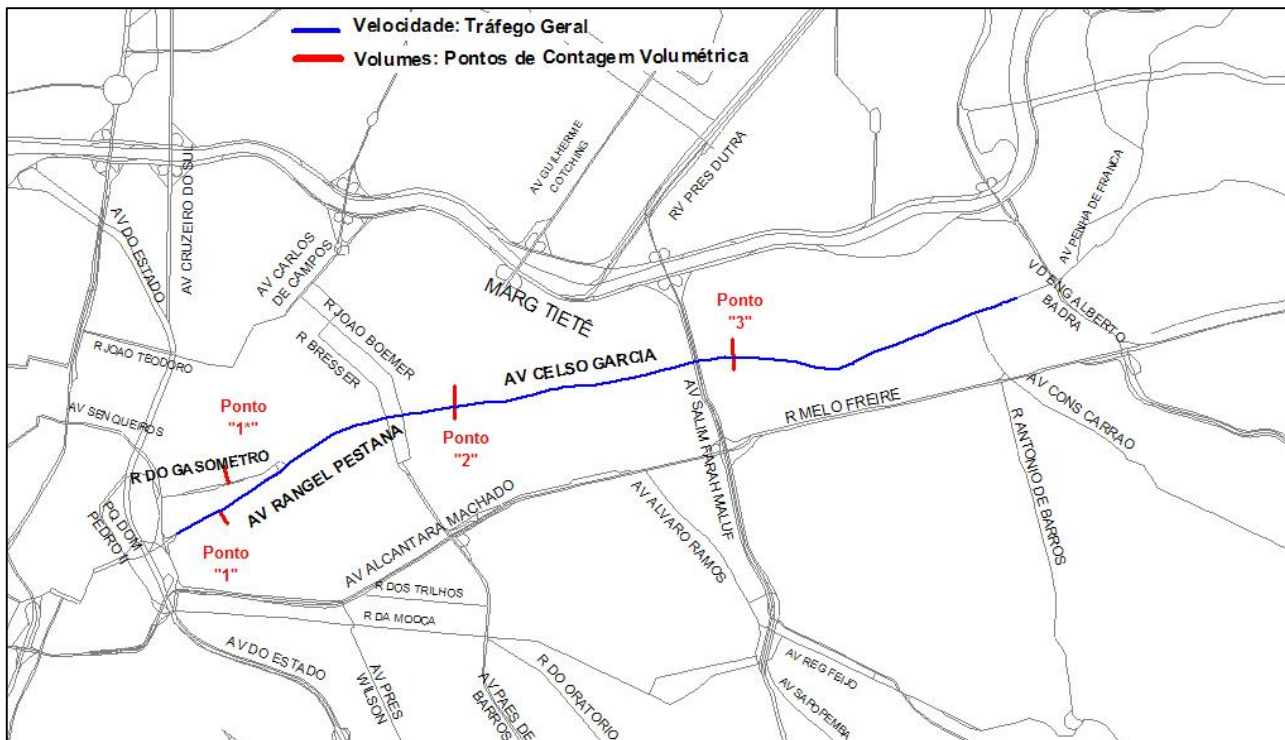 Velocidade: Tráfego Geral
Volumes: Pontos de Contagem Volumétrica
AV DO ESTADO
AV CRUZEIRO DO SUL
AV CARLOS
DE CAMPOS
AV GUILHERME
COTCHING
RV PRES DUTRA
AV PENHA DE FRANCA
VD ENG ALBERTO
BADRA
MARG TIETÊ
R JOAO TEODORO
R JOAO BOEMER
R BRESSER
Ponto
"3"
AV CELSO GARCIA
AV SEN QUEIROS
Ponto
"1*"
R DO GASOMETRO
AV RANGEL PESTANA
Ponto
"2"
R MELO FREIRE
AV CONS CARRAO
AV SALIM FARAH MALUF
R ANTONIO DE BARROS
PQ DOM
PEDRO II
Ponto
"1"
AV ALCANTARA MACHADO
AV ALVARO RAMOS
R DOS TRILHOS
R DA MOOCA
AV DO ESTADO
AV PRES
WILSON
AV PAES DE
BARROS
R DO ORATORIO
AV REG FEIJO
AV SAPOPEMBA